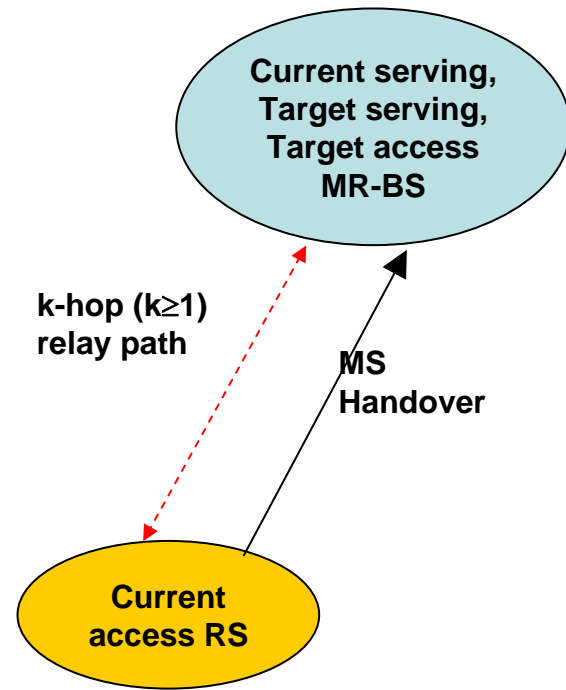 Current serving,
Target serving,
Target access
MR-BS
k-hop (k≥1)
relay path
MS
Handover
Current
access RS